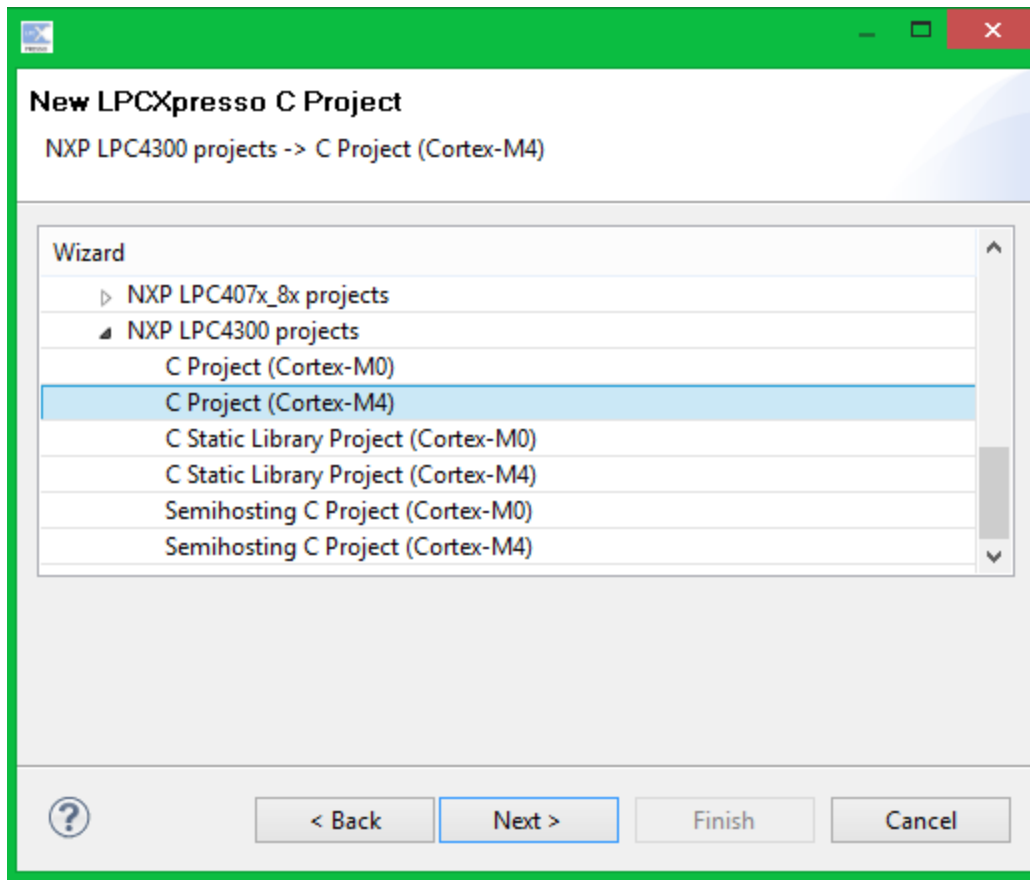 New LPCXpresso C Project
NXP LPC4300 projects -> C Project (Cortex-M4)
Wizard
NXP LPC407x_8x projects
NXP LPC4300 projects
C Project (Cortex-M0)
C Project (Cortex-M4)
C Static Library Project (Cortex-M0)
C Static Library Project (Cortex-M4)
Semihosting C Project (Cortex-M0)
Semihosting C Project (Cortex-M4)
? < Back Next > Finish Cancel